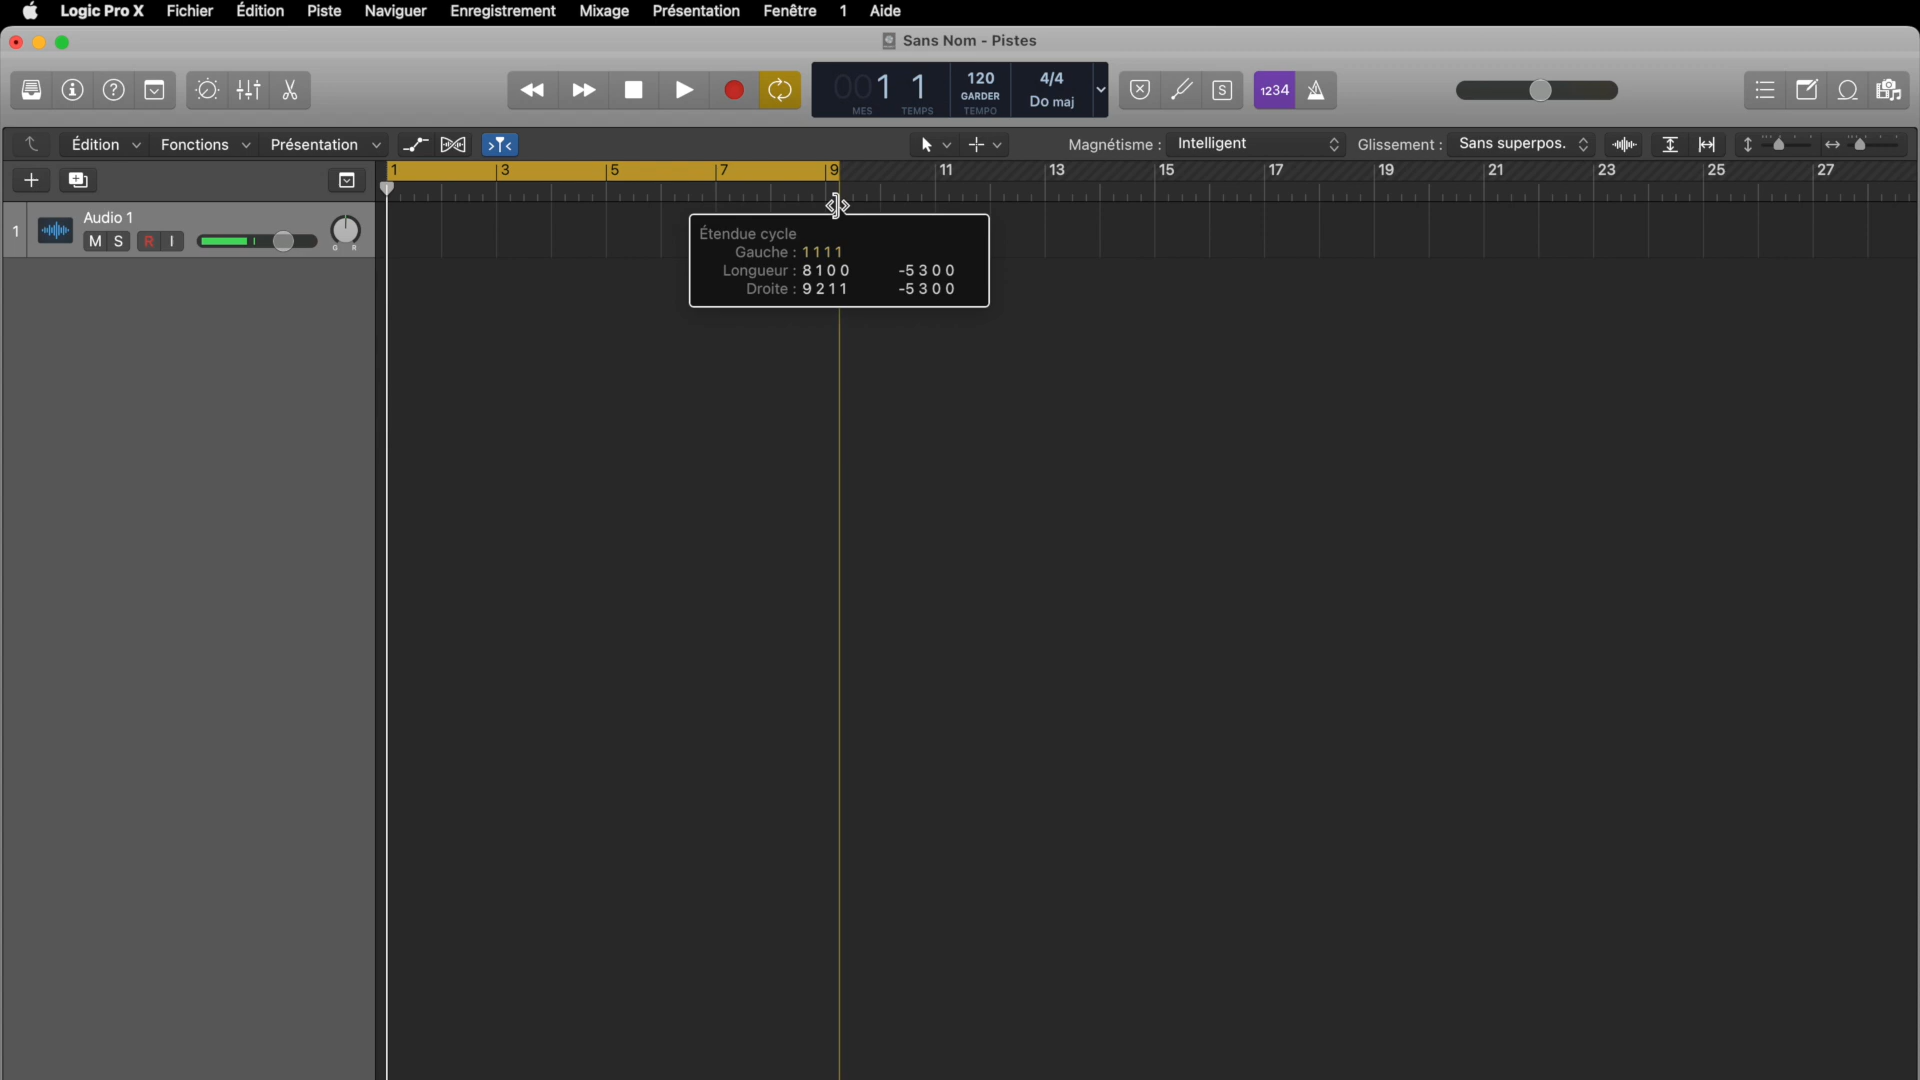 Logic Pro X Fichier Édition Piste Naviguer Enregistrement Mixage Présentation Fenêtre 1 Aide
Sans Nom - Pistes
001 1 120 4/4
GARDER Do maj
MES TEMPS TEMPO
S 1234
Édition Fonctions Présentation Magnétisme : Intelligent Glissement : Sans superpos.
1 3 5 7 9 11 13 15 17 19 21 23 25 27
1 Audio 1
M S R I G R
Étendue cycle
Gauche : 1 1 1 1
Longueur : 8 1 0 0 -5 3 0 0
Droite : 9 2 1 1 -5 3 0 0